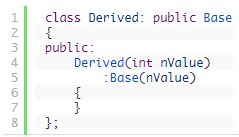 1 class Derived: public Base
2 {
3 public:
4     Derived(int nValue)
5         :Base(nValue)
6     {
7     }
8 };